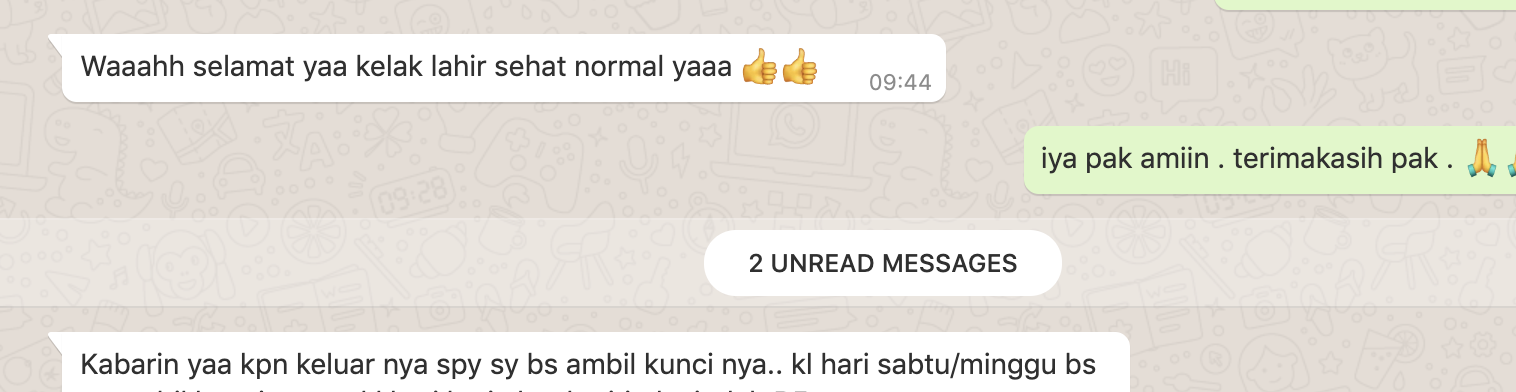 Waaahh selamat yaa kelak lahir sehat normal yaaa 👍👍
09:44
iya pak amiin . terimakasih pak . 🙏
2 UNREAD MESSAGES
Kabarin yaa kpn keluar nya spy sy bs ambil kunci nya.. kl hari sabtu/minggu bs